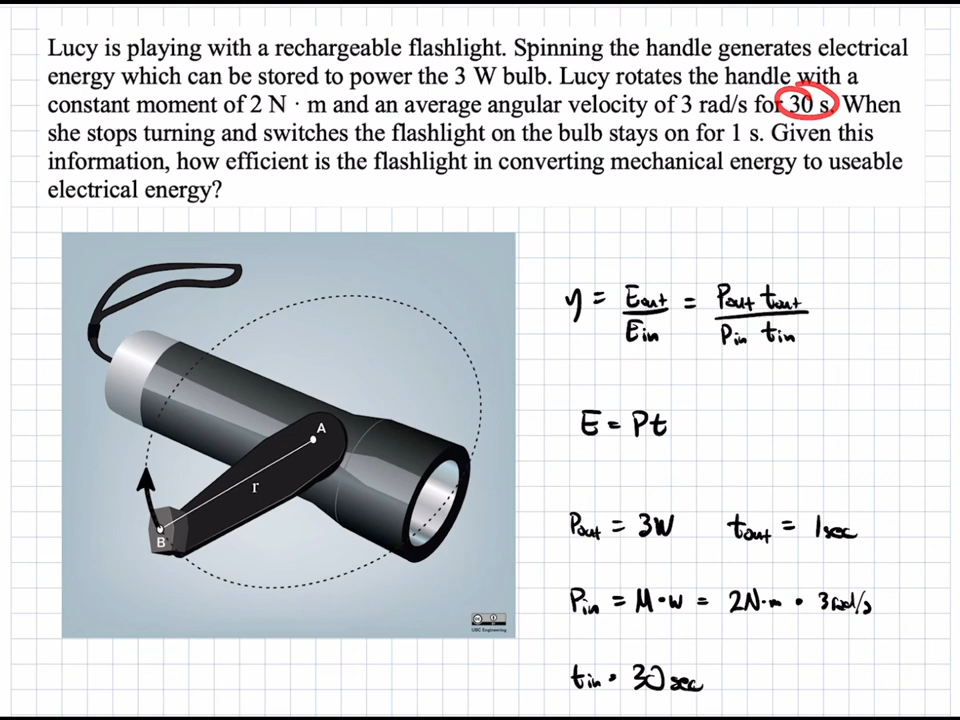 Lucy is playing with a rechargeable flashlight. Spinning the handle generates electrical
energy which can be stored to power the 3 W bulb. Lucy rotates the handle with a
constant moment of 2 N · m and an average angular velocity of 3 rad/s for 30 s. When
she stops turning and switches the flashlight on the bulb stays on for 1 s. Given this
information, how efficient is the flashlight in converting mechanical energy to useable
electrical energy?
η = Eout / Ein = Pout tout / Pin tin
E = Pt
A
r
B
Pout = 3W tout = 1sec
Pin = M·w = 2N·m · 3rad/s
tin · 30sec
UBC Engineering